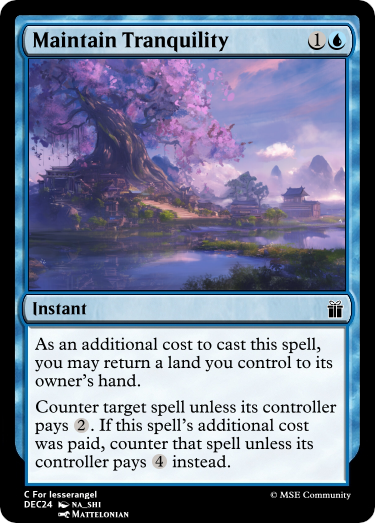 Maintain Tranquility 1
Instant
As an additional cost to cast this spell,
you may return a land you control to its
owner's hand.
Counter target spell unless its controller
pays 2. If this spell's additional cost
was paid, counter that spell unless its
controller pays 4 instead.
C For lesserangel
DEC24 NA_SHI
Mattelonian
© MSE Community